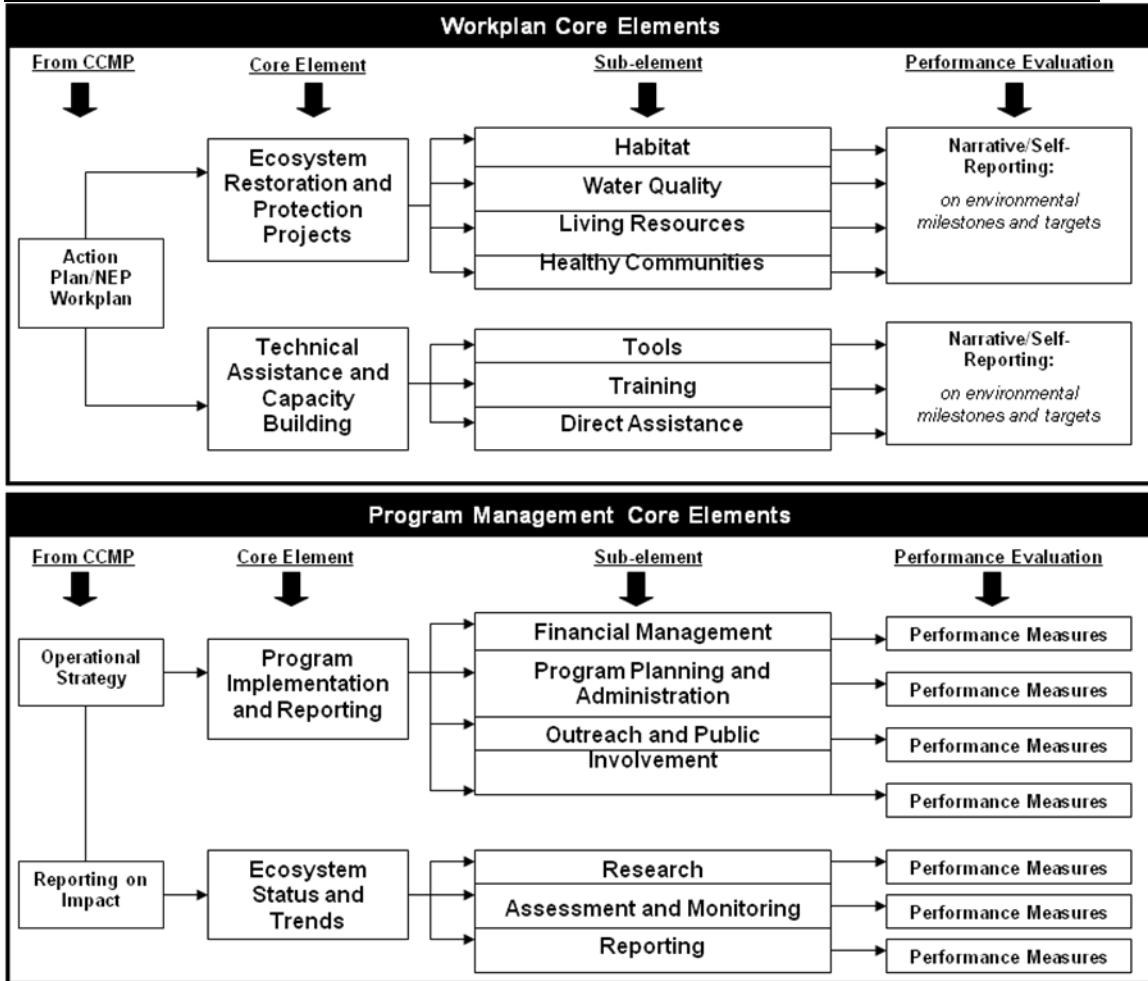 Workplan Core Elements
From CCMP
Core Element
Sub-element
Performance Evaluation
Action
Plan/NEP
Workplan
Ecosystem
Restoration and
Protection
Projects
Habitat
Water Quality
Living Resources
Healthy Communities
Narrative/Self-
Reporting:
on environmental
milestones and targets
Technical
Assistance and
Capacity
Building
Tools
Training
Direct Assistance
Narrative/Self-
Reporting:
on environmental
milestones and targets
Program Management Core Elements
From CCMP
Core Element
Sub-element
Performance Evaluation
Operational
Strategy
Program
Implementation
and Reporting
Financial Management
Program Planning and
Administration
Outreach and Public
Involvement
Performance Measures
Performance Measures
Performance Measures
Performance Measures
Reporting on
Impact
Ecosystem
Status and
Trends
Research
Assessment and Monitoring
Reporting
Performance Measures
Performance Measures
Performance Measures